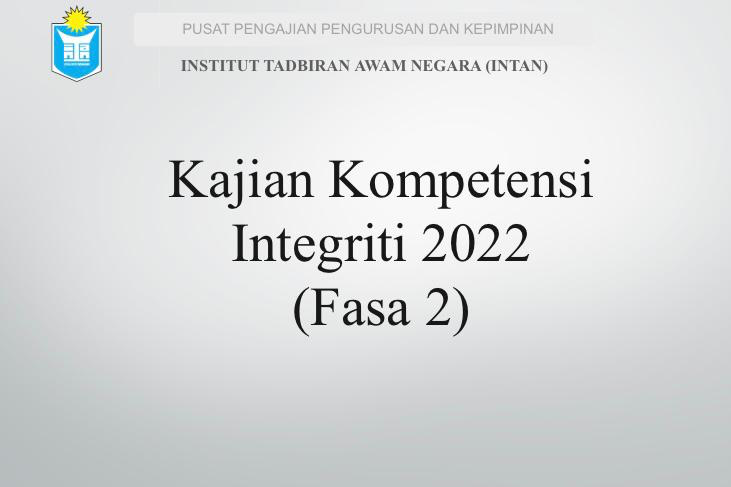 PUSAT PENGAJIAN PENGURUSAN DAN KEPIMPINAN
INSTITUT TADBIRAN AWAM NEGARA (INTAN)
Kajian Kompetensi
Integriti 2022
(Fasa 2)